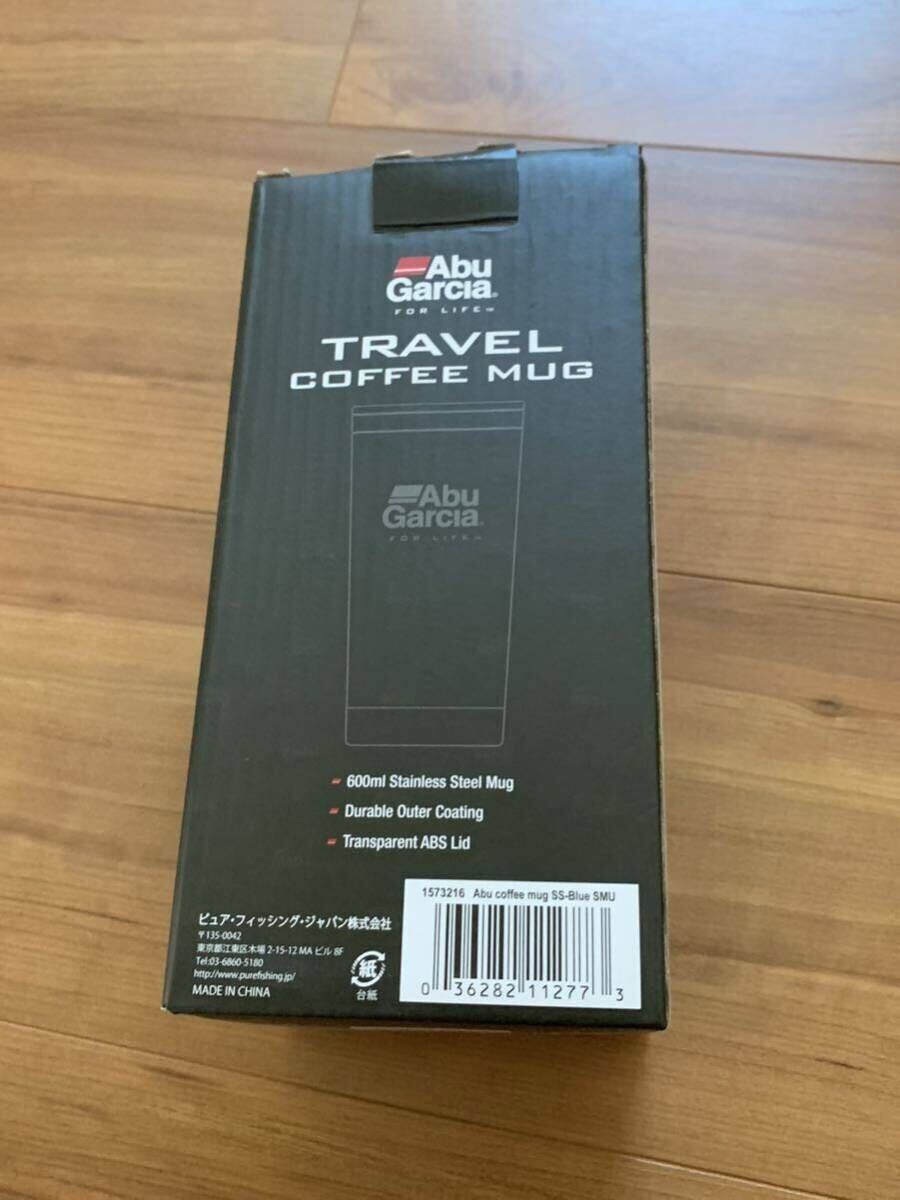 Abu
Garcia®
FOR LIFE™
TRAVEL
COFFEE MUG
Abu
Garcia®
FOR LIFE™
600ml Stainless Steel Mug
Durable Outer Coating
Transparent ABS Lid
1573216 Abu coffee mug SS-Blue SMU
0 36282 11277 3
ピュア・フィッシング・ジャパン株式会社
〒135-0042
東京都江東区木場 2-15-12 MA ビル 8F
Tel:03-6860-5180
http://www.purefishing.jp/
MADE IN CHINA
紙
台紙